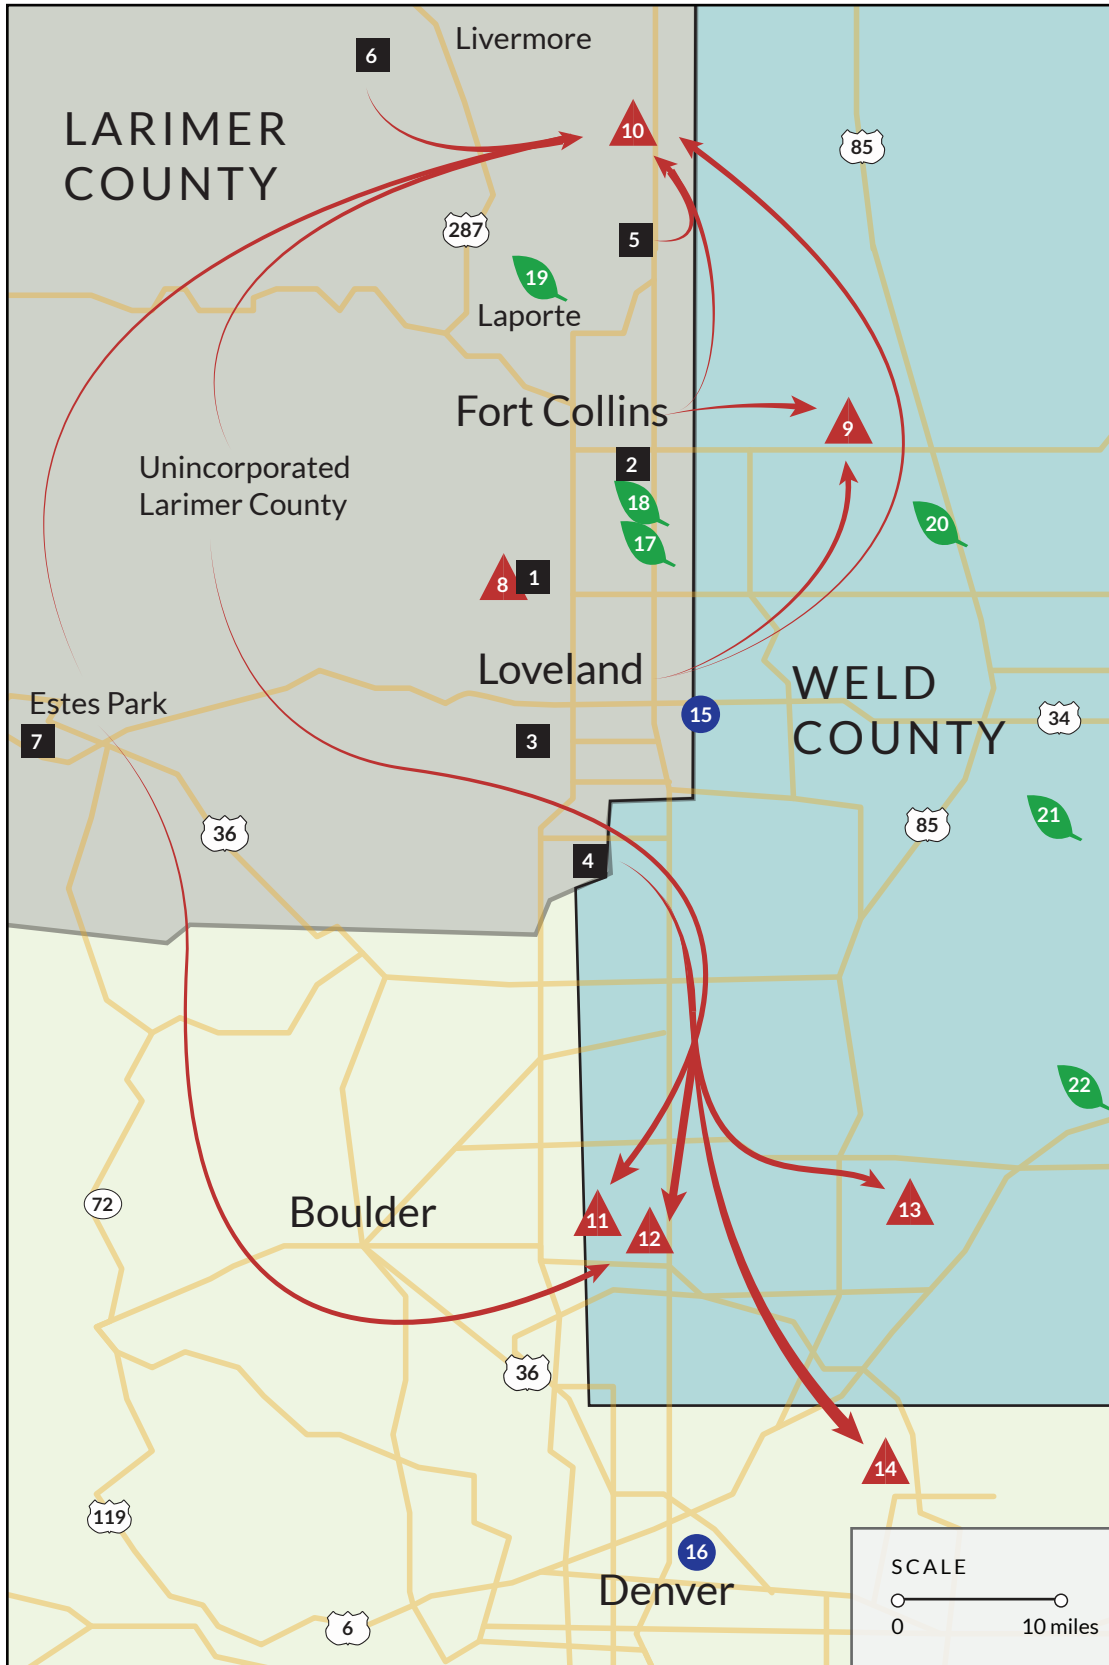 Livermore
6
LARIMER
COUNTY
10
85
287
5
19
Laporte
Fort Collins
9
Unincorporated
Larimer County
2
18
17
20
8
1
Loveland
WELD
COUNTY
Estes Park
7
3
15
34
36
85
21
4
22
72
Boulder
11
12
13
36
14
119
16
Denver
6
SCALE
0
10 miles